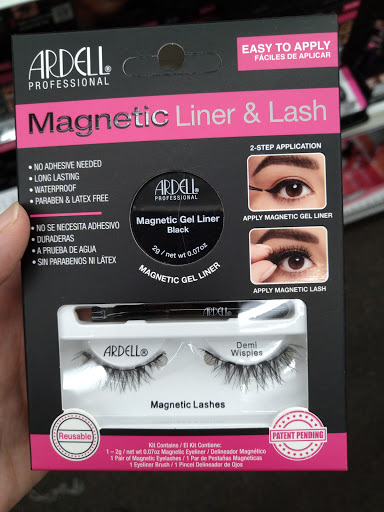 ARDELL®
PROFESSIONAL
EASY TO APPLY
FÁCILES DE APLICAR
Magnetic Liner & Lash
• NO ADHESIVE NEEDED
• LONG LASTING
• WATERPROOF
• PARABEN & LATEX FREE
• NO SE NECESITA ADHESIVO
• DURADERAS
• A PRUEBA DE AGUA
• SIN PARABENOS NI LÁTEX
ARDELL®
PROFESSIONAL
Magnetic Gel Liner
Black
2g / net wt 0.07oz
MAGNETIC GEL LINER
2-STEP APPLICATION
APPLY MAGNETIC GEL LINER
APPLY MAGNETIC LASH
ARDELL
ARDELL®
Demi
Wispies
Magnetic Lashes
Reusable
Kit Contains / El Kit Contiene:
1 – 2g / net wt 0.07oz Magnetic Eyeliner / Delineador Magnético
1 Pair of Magnetic Eyelashes / 1 Par de Pestañas Magneticas
1 Eyeliner Brush / 1 Pincel Delineador de Ojos
PATENT PENDING